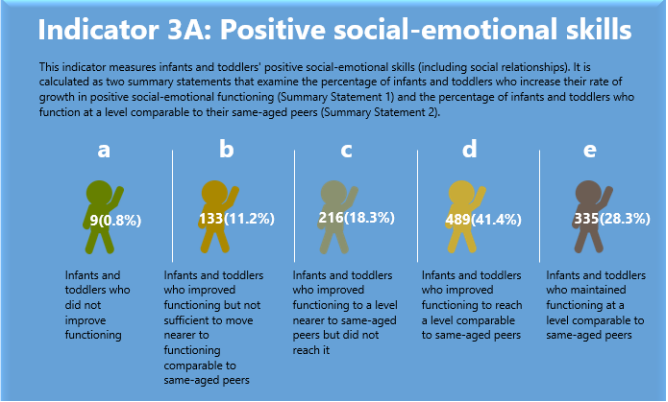 Indicator 3A: Positive social-emotional skills
This indicator measures infants and toddlers' positive social-emotional skills (including social relationships). It is
calculated as two summary statements that examine the percentage of infants and toddlers who increase their rate of
growth in positive social-emotional functioning (Summary Statement 1) and the percentage of infants and toddlers who
function at a level comparable to their same-aged peers (Summary Statement 2).
a
9(0.8%)
Infants and
toddlers who
did not
improve
functioning
b
133(11.2%)
Infants and toddlers
who improved
functioning but not
sufficient to move
nearer to
functioning
comparable to
same-aged peers
c
216(18.3%)
Infants and toddlers
who improved
functioning to a level
nearer to same-aged
peers but did not
reach it
d
489(41.4%)
Infants and toddlers
who improved
functioning to reach
a level comparable
to same-aged peers
e
335(28.3%)
Infants and toddlers
who maintained
functioning at a
level comparable to
same-aged peers